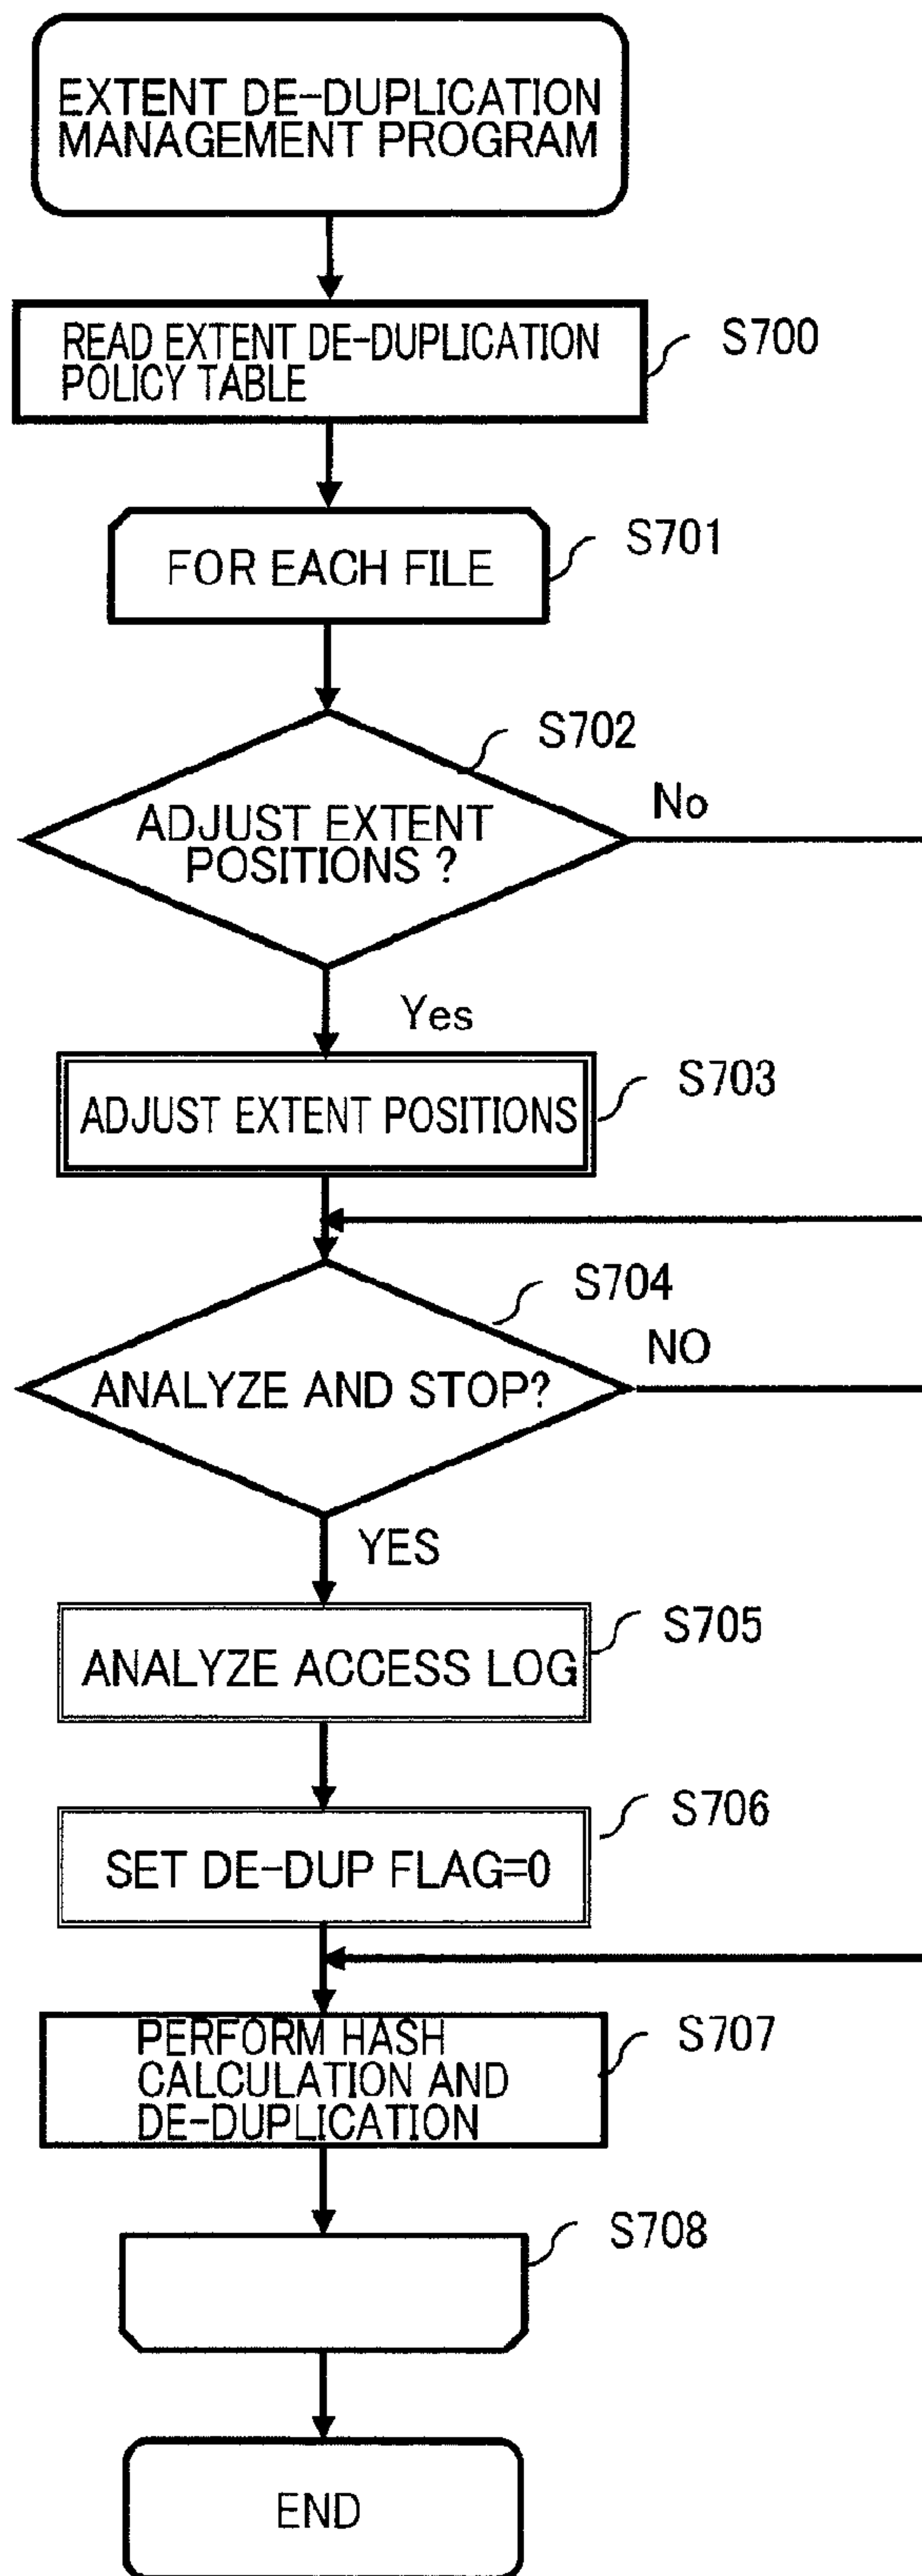 EXTENT DE-DUPLICATION
MANAGEMENT PROGRAM
READ EXTENT DE-DUPLICATION
POLICY TABLE
S700
FOR EACH FILE
S701
S702
ADJUST EXTENT
POSITIONS ?
No
Yes
ADJUST EXTENT POSITIONS
S703
S704
ANALYZE AND STOP?
NO
YES
ANALYZE ACCESS LOG
S705
SET DE-DUP FLAG=0
S706
PERFORM HASH
CALCULATION AND
DE-DUPLICATION
S707
S708
END